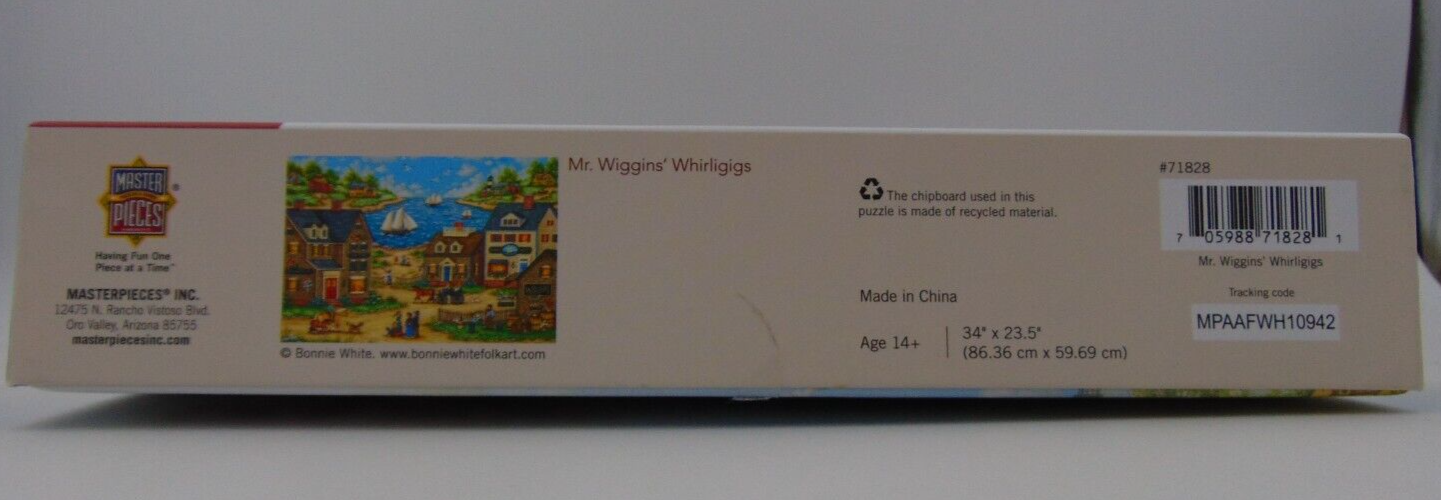 MASTER
PIECES
®
Having Fun One
Piece at a Time™
MASTERPIECES® INC.
12475 N. Rancho Vistoso Blvd.
Oro Valley, Arizona 85755
masterpiecesinc.com
Mr. Wiggins' Whirligigs
© Bonnie White. www.bonniewhitefolkart.com
The chipboard used in this
puzzle is made of recycled material.
Made in China
Age 14+
34" x 23.5"
(86.36 cm x 59.69 cm)
#71828
7 05988 71828 1
Mr. Wiggins' Whirligigs
Tracking code
MPAAFWH10942